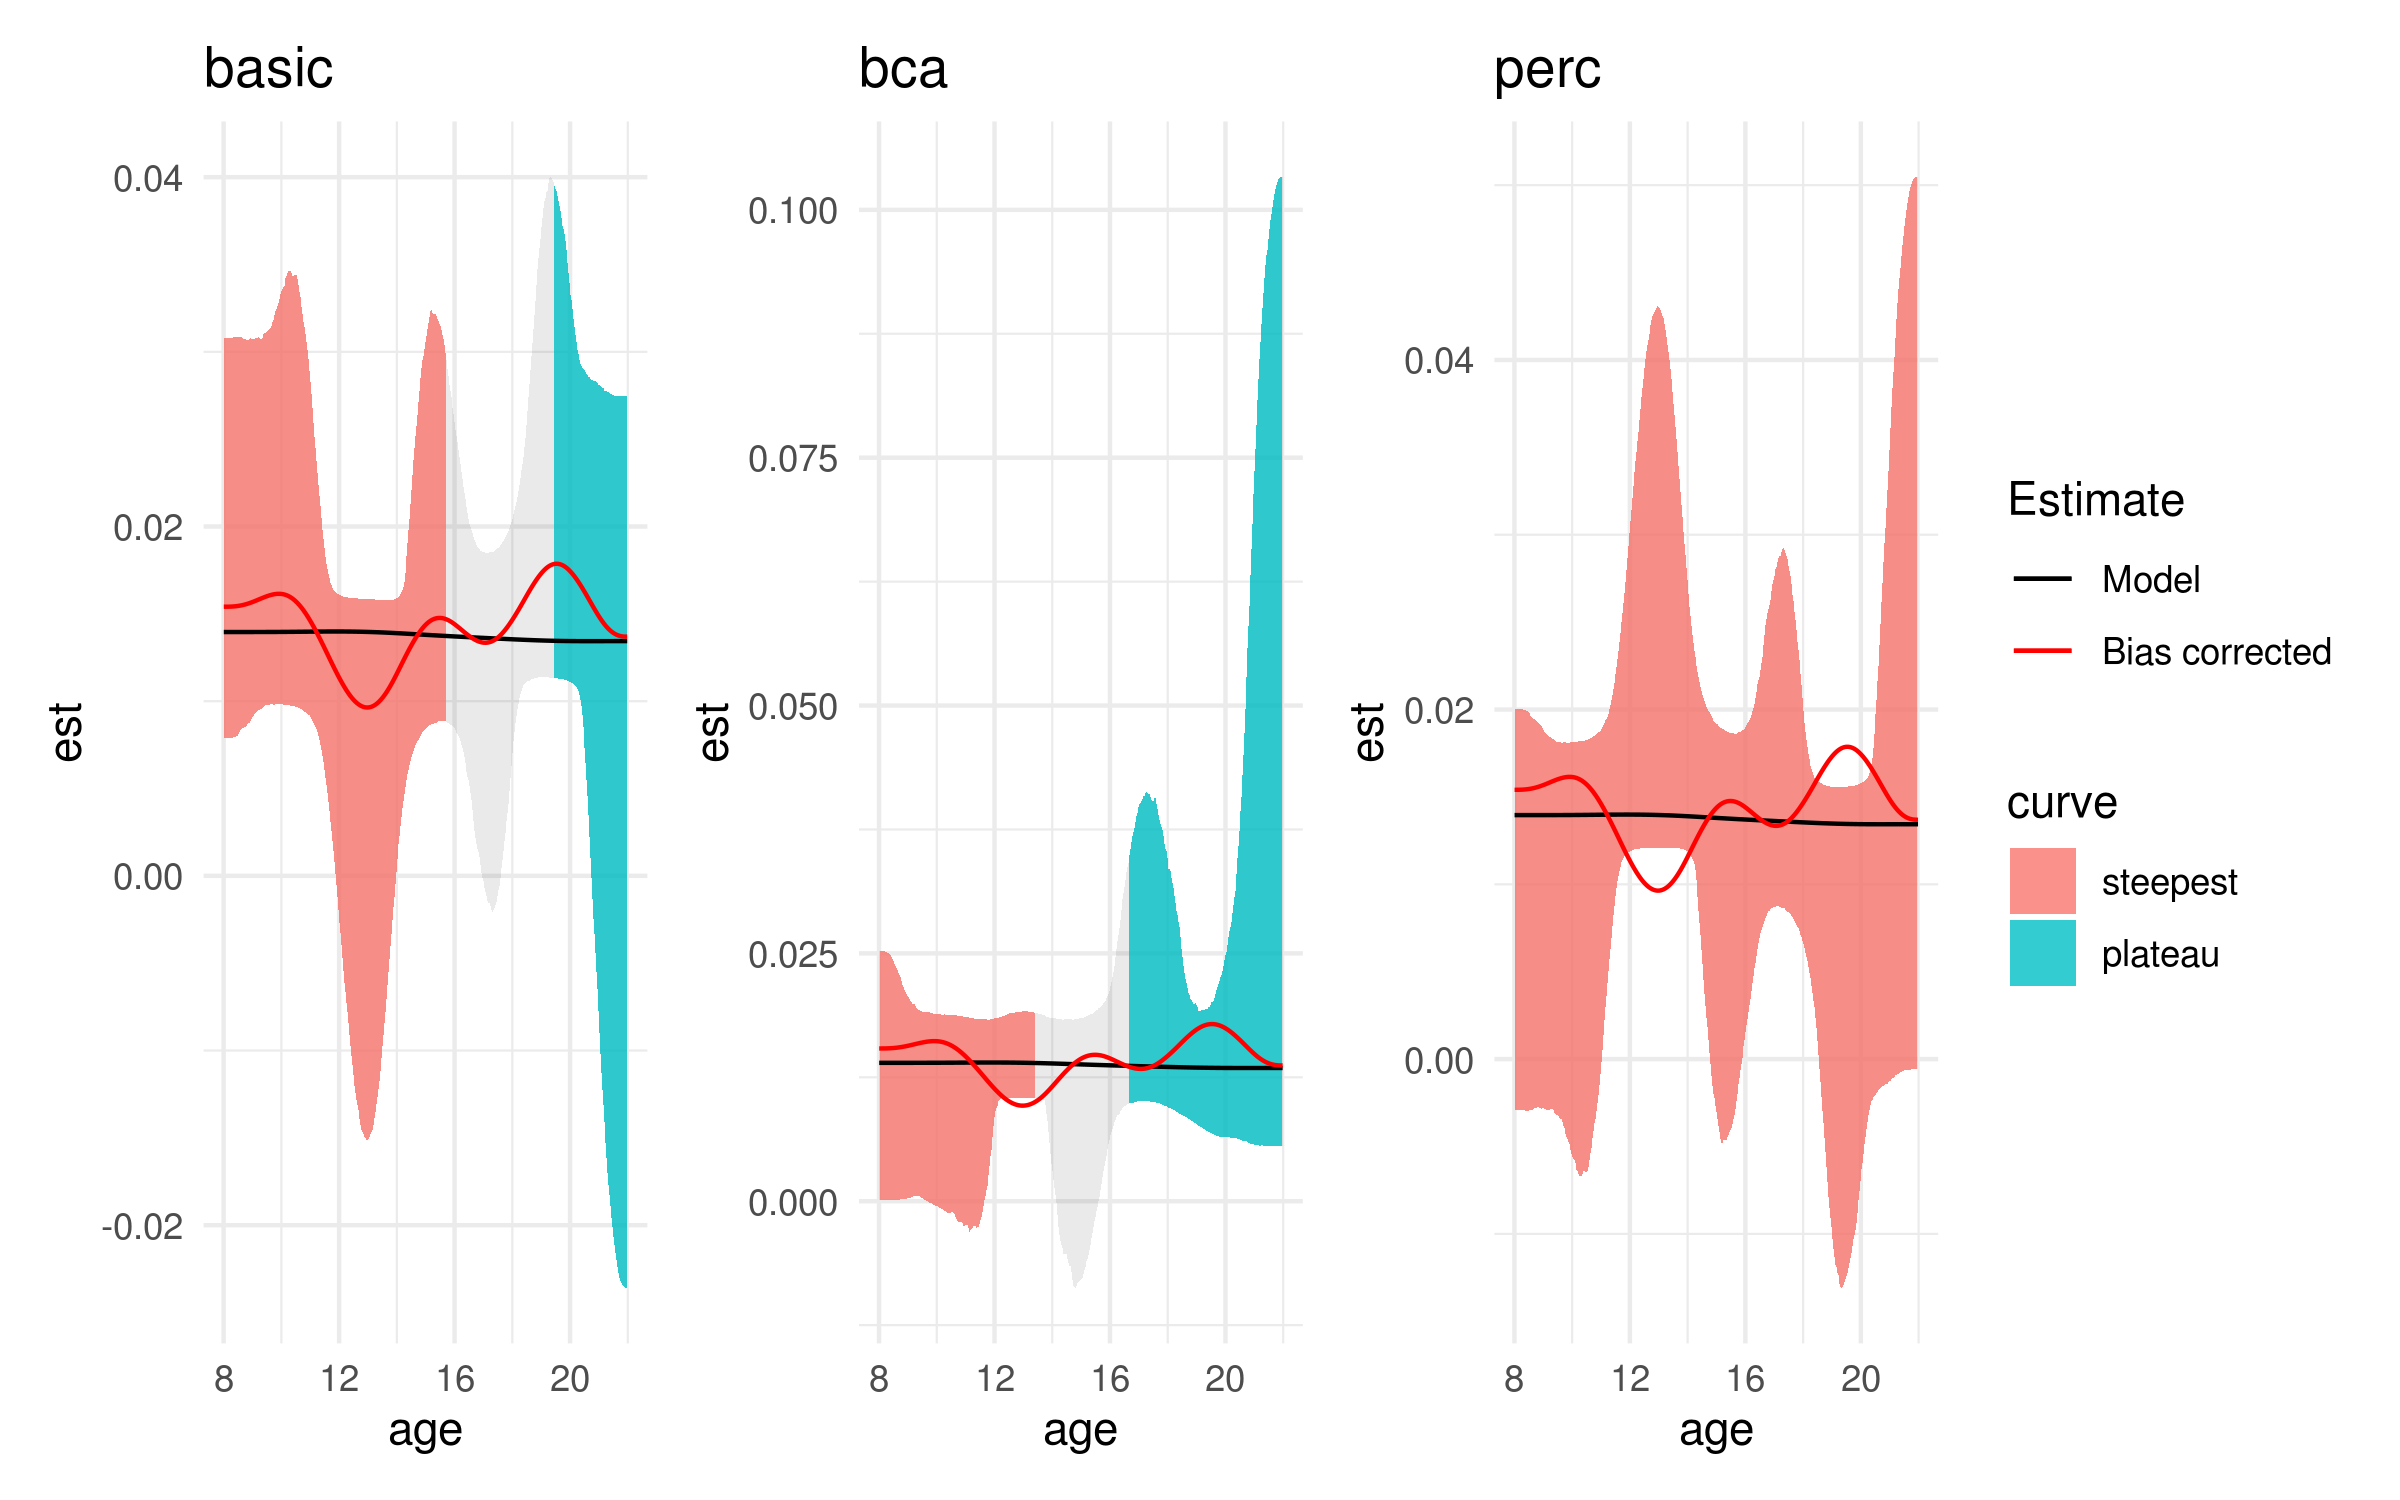 basic
bca
perc
0.04
0.02
0.00
-0.02
est
8 12 16 20
age
0.100
0.075
0.050
0.025
0.000
est
8 12 16 20
age
0.04
0.02
0.00
est
8 12 16 20
age
Estimate
Model
Bias corrected
curve
steepest
plateau